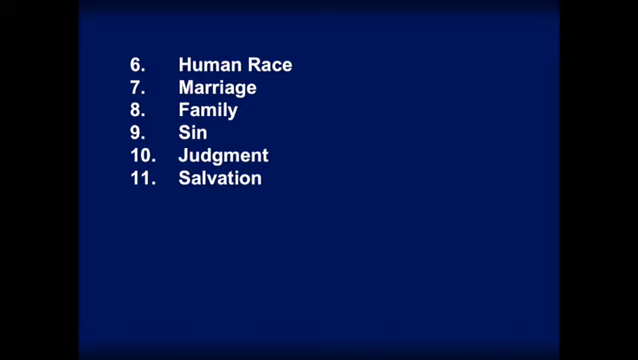 6. Human Race
7. Marriage
8. Family
9. Sin
10. Judgment
11. Salvation